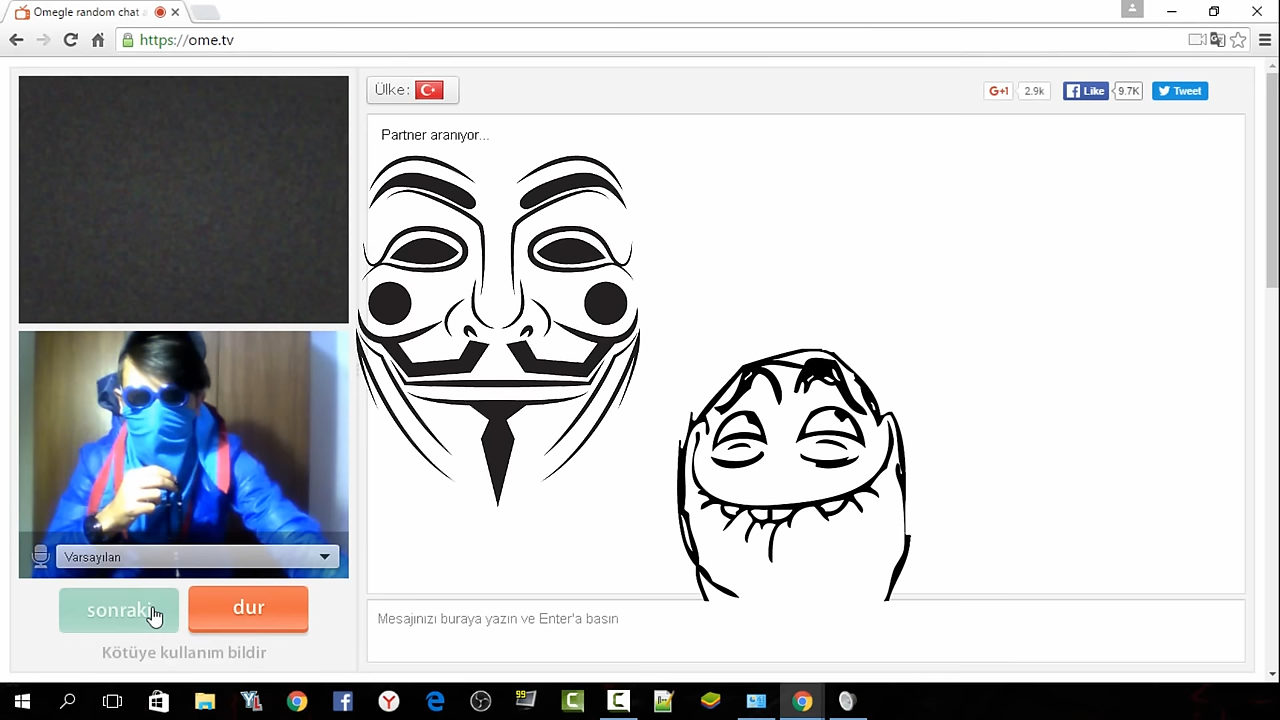 Omegle random chat a
https://ome.tv
Ülke:
G+1
2.9k
Like
9.7K
Tweet
Partner aranıyor...
Varsayılan
sonraki
dur
Kötüye kullanım bildir
Mesajınızı buraya yazın ve Enter'a basın
99